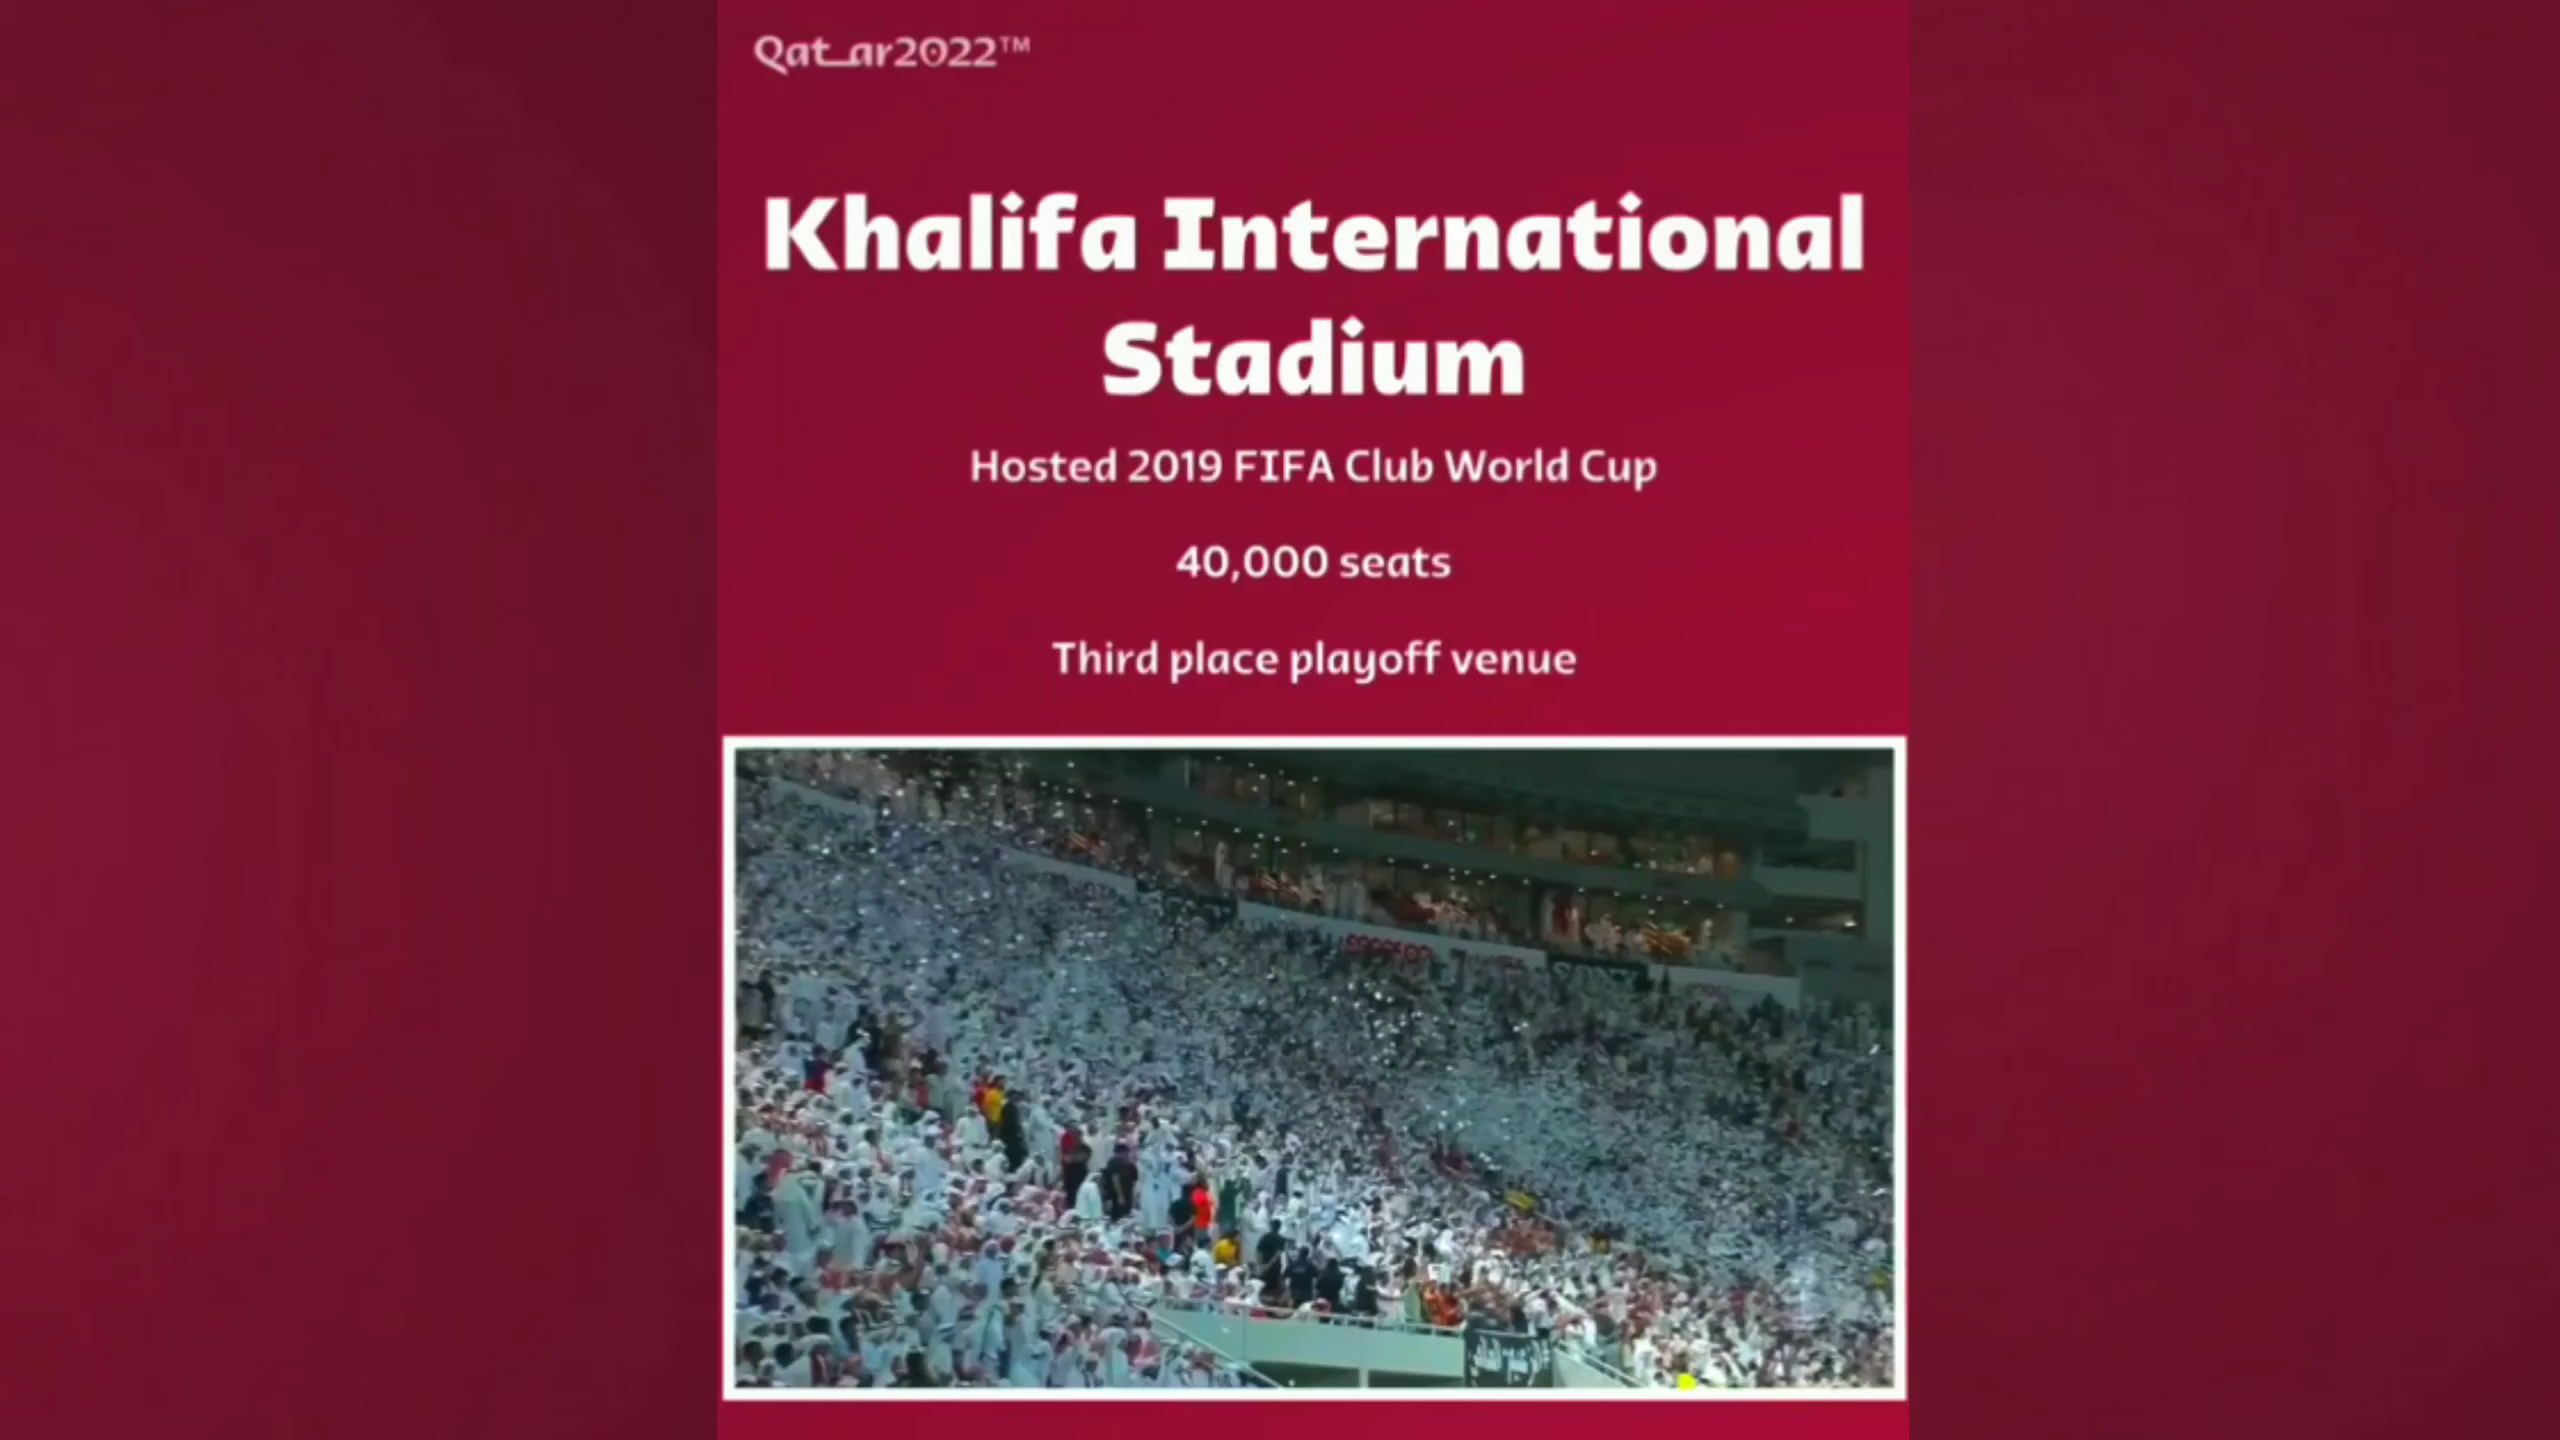 Qatar2022™
Khalifa International
Stadium
Hosted 2019 FIFA Club World Cup
40,000 seats
Third place playoff venue